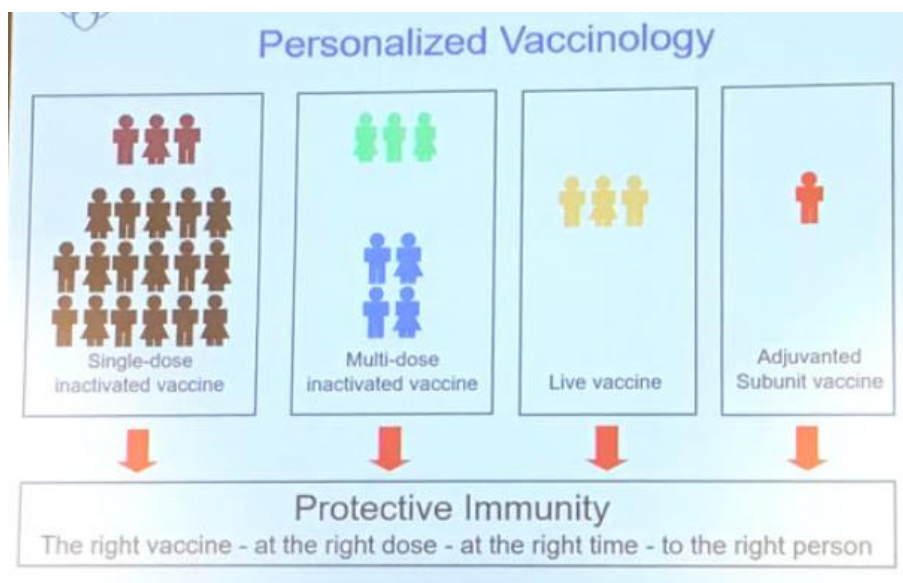 Personalized Vaccinology
Single-dose
inactivated vaccine
Multi-dose
inactivated vaccine
Live vaccine
Adjuvanted
Subunit vaccine
Protective Immunity
The right vaccine - at the right dose - at the right time - to the right person